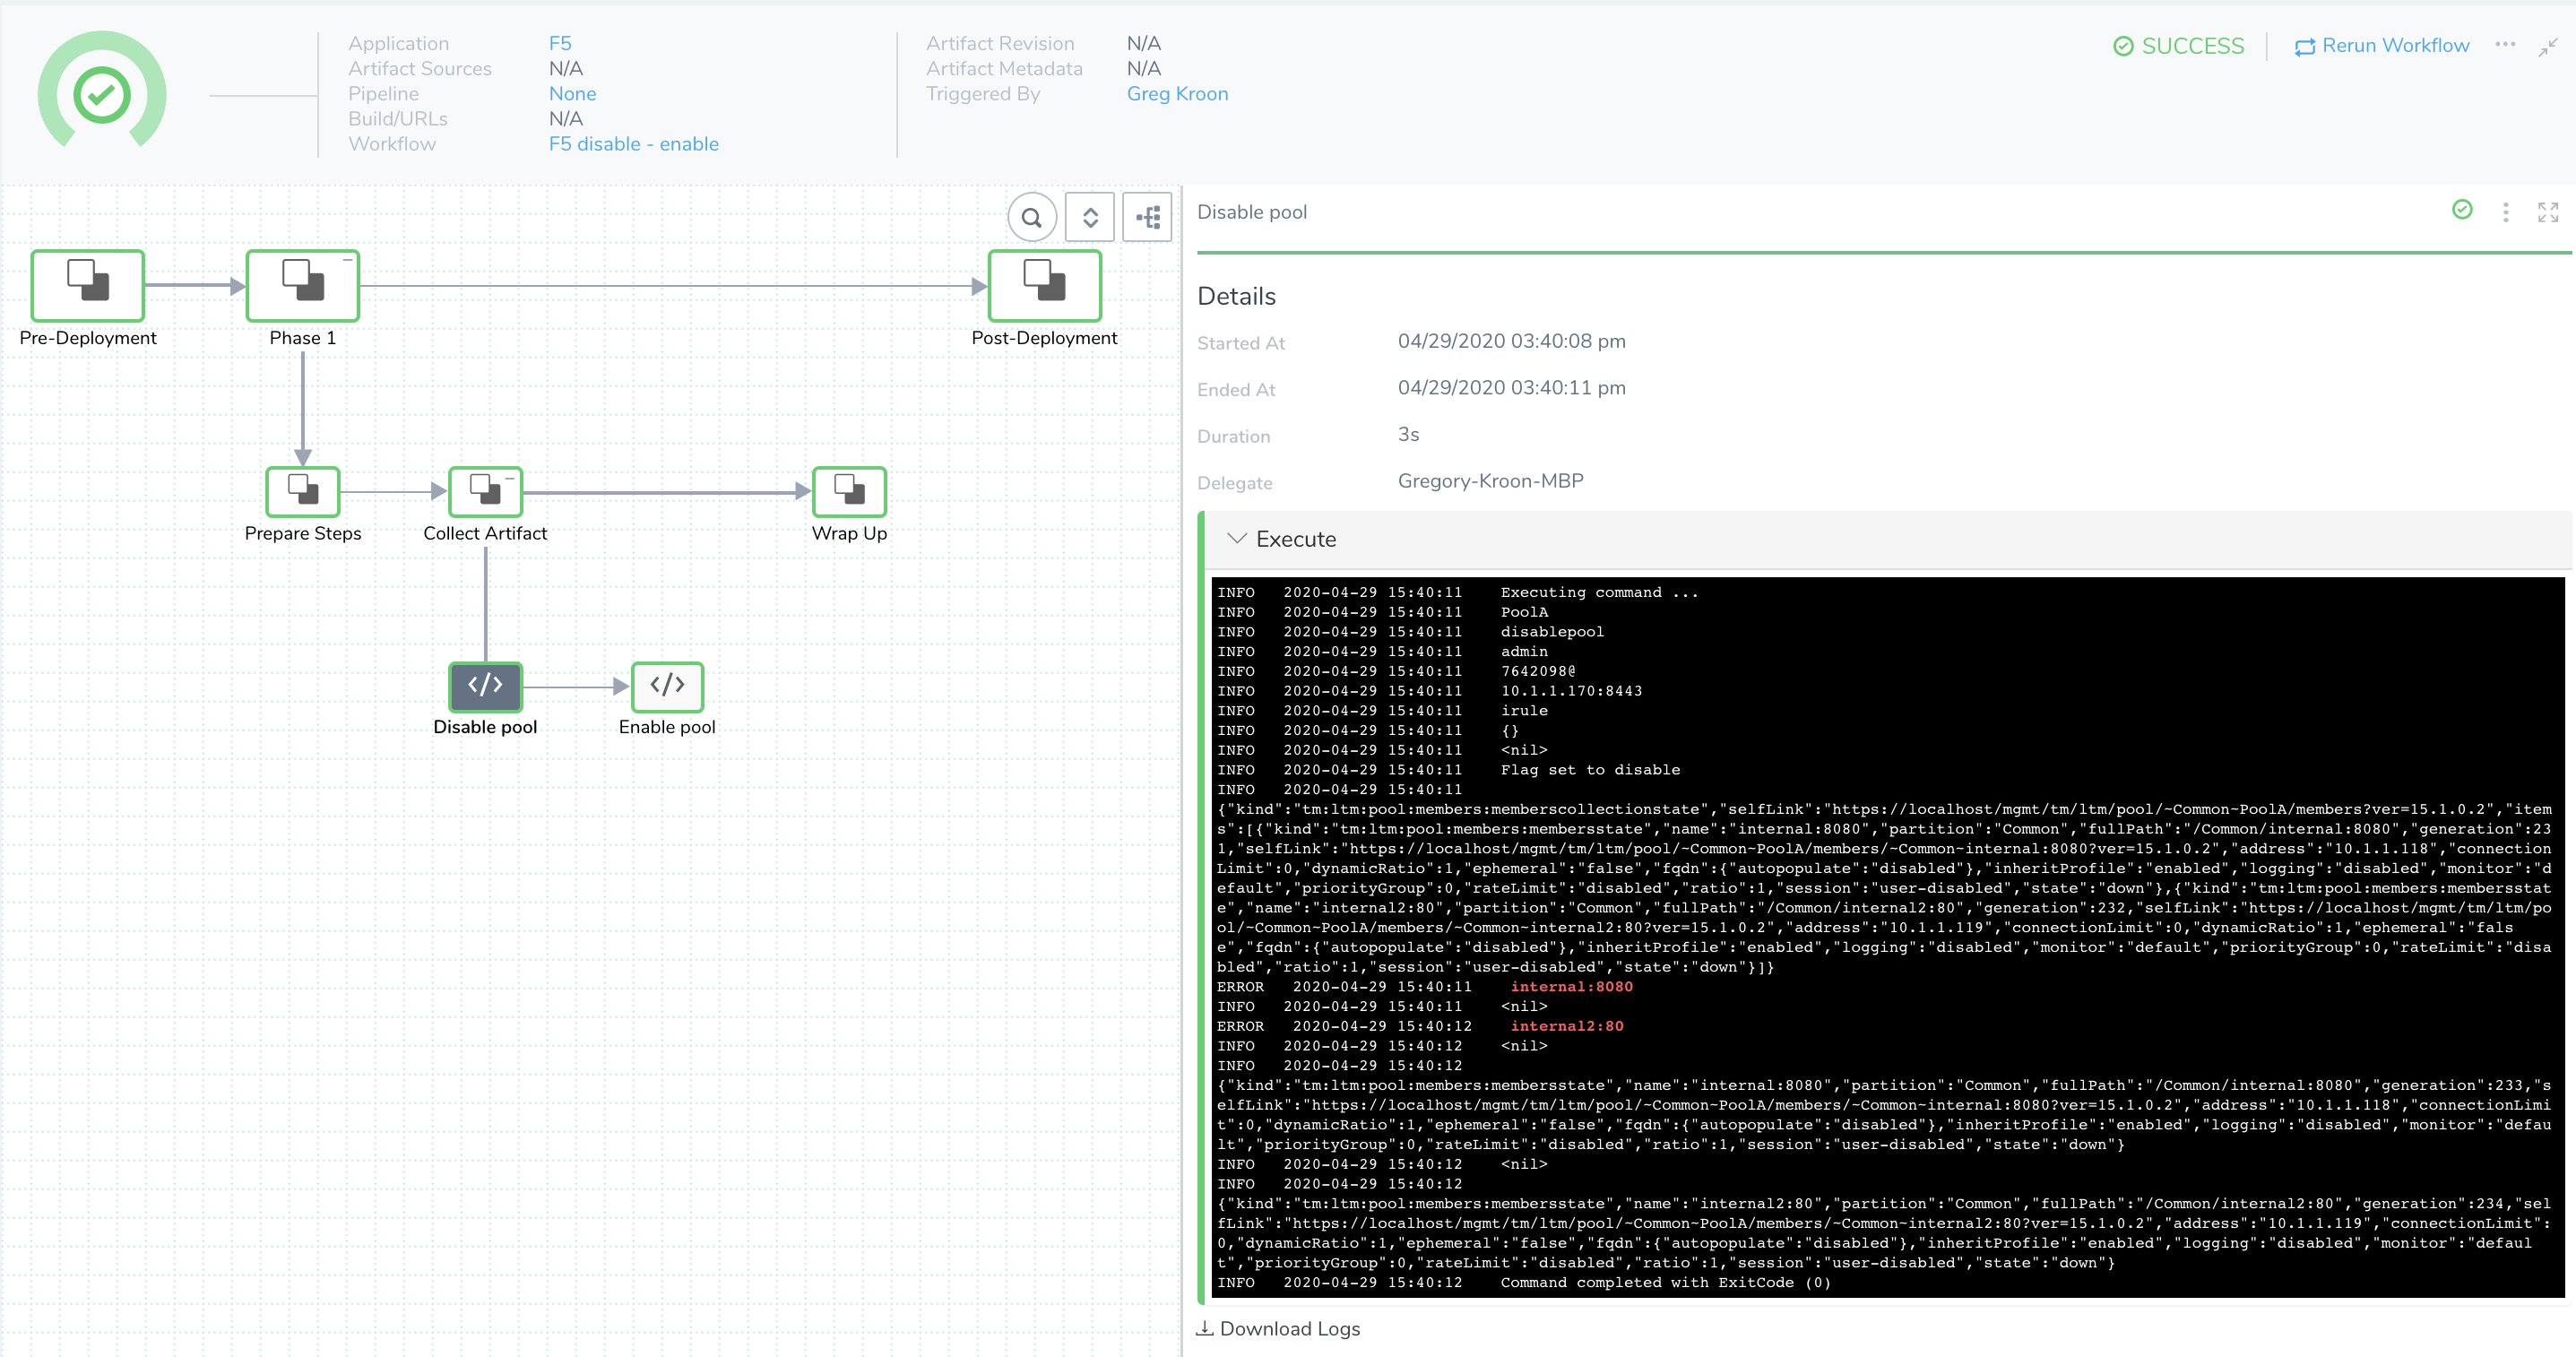 Application F5
Artifact Sources N/A
Pipeline None
Build/URLs N/A
Workflow F5 disable - enable
Artifact Revision N/A
Artifact Metadata N/A
Triggered By Greg Kroon
SUCCESS
Rerun Workflow
Pre-Deployment
Phase 1
Post-Deployment
Prepare Steps
Collect Artifact
Wrap Up
</>
Disable pool
</>
Enable pool
Disable pool
Details
Started At 04/29/2020 03:40:08 pm
Ended At 04/29/2020 03:40:11 pm
Duration 3s
Delegate Gregory-Kroon-MBP
Execute
INFO 2020-04-29 15:40:11 Executing command ...
INFO 2020-04-29 15:40:11 PoolA
INFO 2020-04-29 15:40:11 disablepool
INFO 2020-04-29 15:40:11 admin
INFO 2020-04-29 15:40:11 7642098@
INFO 2020-04-29 15:40:11 10.1.1.170:8443
INFO 2020-04-29 15:40:11 irule
INFO 2020-04-29 15:40:11 {}
INFO 2020-04-29 15:40:11 <nil>
INFO 2020-04-29 15:40:11 Flag set to disable
INFO 2020-04-29 15:40:11
{"kind":"tm:ltm:pool:members:memberscollectionstate","selfLink":"https://localhost/mgmt/tm/ltm/pool/~Common~PoolA/members?ver=15.1.0.2","item
s":[{"kind":"tm:ltm:pool:members:membersstate","name":"internal:8080","partition":"Common","fullPath":"/Common/internal:8080","generation":23
1,"selfLink":"https://localhost/mgmt/tm/ltm/pool/~Common~PoolA/members/~Common~internal:8080?ver=15.1.0.2","address":"10.1.1.118","connection
Limit":0,"dynamicRatio":1,"ephemeral":"false","fqdn":{"autopopulate":"disabled"},"inheritProfile":"enabled","logging":"disabled","monitor":"d
efault","priorityGroup":0,"rateLimit":"disabled","ratio":1,"session":"user-disabled","state":"down"},{"kind":"tm:ltm:pool:members:membersstat
e","name":"internal2:80","partition":"Common","fullPath":"/Common/internal2:80","generation":232,"selfLink":"https://localhost/mgmt/tm/ltm/po
ol/~Common~PoolA/members/~Common~internal2:80?ver=15.1.0.2","address":"10.1.1.119","connectionLimit":0,"dynamicRatio":1,"ephemeral":"fals
e","fqdn":{"autopopulate":"disabled"},"inheritProfile":"enabled","logging":"disabled","monitor":"default","priorityGroup":0,"rateLimit":"disa
bled","ratio":1,"session":"user-disabled","state":"down"}]}
ERROR 2020-04-29 15:40:11 internal:8080
INFO 2020-04-29 15:40:11 <nil>
ERROR 2020-04-29 15:40:12 internal2:80
INFO 2020-04-29 15:40:12 <nil>
INFO 2020-04-29 15:40:12
{"kind":"tm:ltm:pool:members:membersstate","name":"internal:8080","partition":"Common","fullPath":"/Common/internal:8080","generation":233,"s
elfLink":"https://localhost/mgmt/tm/ltm/pool/~Common~PoolA/members/~Common~internal:8080?ver=15.1.0.2","address":"10.1.1.118","connectionLimi
t":0,"dynamicRatio":1,"ephemeral":"false","fqdn":{"autopopulate":"disabled"},"inheritProfile":"enabled","logging":"disabled","monitor":"defau
lt","priorityGroup":0,"rateLimit":"disabled","ratio":1,"session":"user-disabled","state":"down"}
INFO 2020-04-29 15:40:12 <nil>
INFO 2020-04-29 15:40:12
{"kind":"tm:ltm:pool:members:membersstate","name":"internal2:80","partition":"Common","fullPath":"/Common/internal2:80","generation":234,"sel
fLink":"https://localhost/mgmt/tm/ltm/pool/~Common~PoolA/members/~Common~internal2:80?ver=15.1.0.2","address":"10.1.1.119","connectionLimit":
0,"dynamicRatio":1,"ephemeral":"false","fqdn":{"autopopulate":"disabled"},"inheritProfile":"enabled","logging":"disabled","monitor":"defaul
t","priorityGroup":0,"rateLimit":"disabled","ratio":1,"session":"user-disabled","state":"down"}
INFO 2020-04-29 15:40:12 Command completed with ExitCode (0)
Download Logs